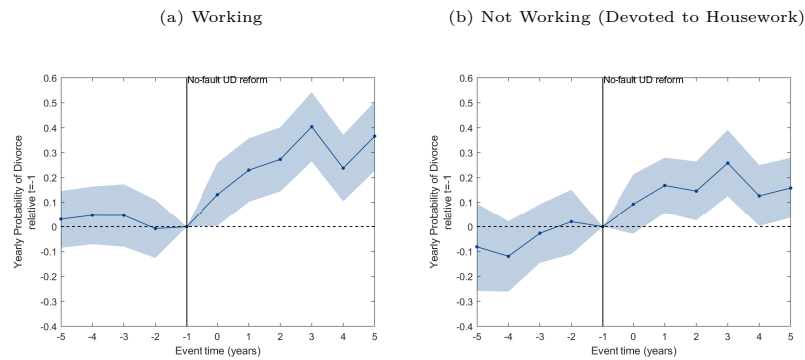 (a) Working
No-fault UD reform
0.6
0.5
0.4
0.3
0.2
0.1
0
-0.1
-0.2
-0.3
-0.4
Yearly Probability of Divorce
relative t=-1
-5 -4 -3 -2 -1 0 1 2 3 4 5
Event time (years)
(b) Not Working (Devoted to Housework)
No-fault UD reform
0.6
0.5
0.4
0.3
0.2
0.1
0
-0.1
-0.2
-0.3
-0.4
Yearly Probability of Divorce
relative t=-1
-5 -4 -3 -2 -1 0 1 2 3 4 5
Event time (years)